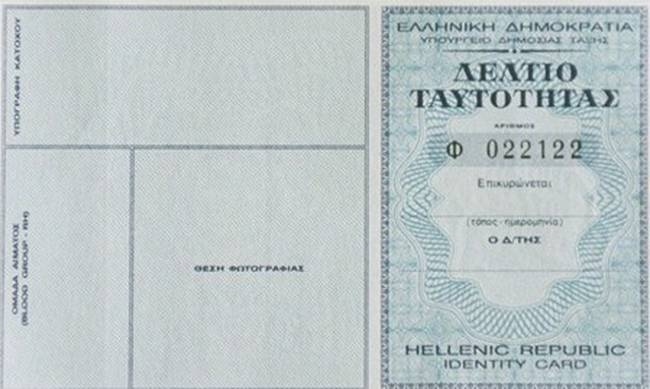 ΥΠΟΓΡΑΦΗ ΚΑΤΟΧΟΥ
ΟΜΑΔΑ ΑΙΜΑΤΟΣ
(BLOOD GROUP - RH)
ΘΕΣΗ ΦΩΤΟΓΡΑΦΙΑΣ
ΕΛΛΗΝΙΚΗ ΔΗΜΟΚΡΑΤΙΑ
ΥΠΟΥΡΓΕΙΟ ΔΗΜΟΣΙΑΣ ΤΑΞΗΣ
ΔΕΛΤΙΟ
ΤΑΥΤΟΤΗΤΑΣ
ΑΡΙΘΜΟΣ
Φ 022122
Επικυρώνεται
(τόπος - ημερομηνία)
Ο Δ/ΤΗΣ
HELLENIC REPUBLIC
IDENTITY CARD